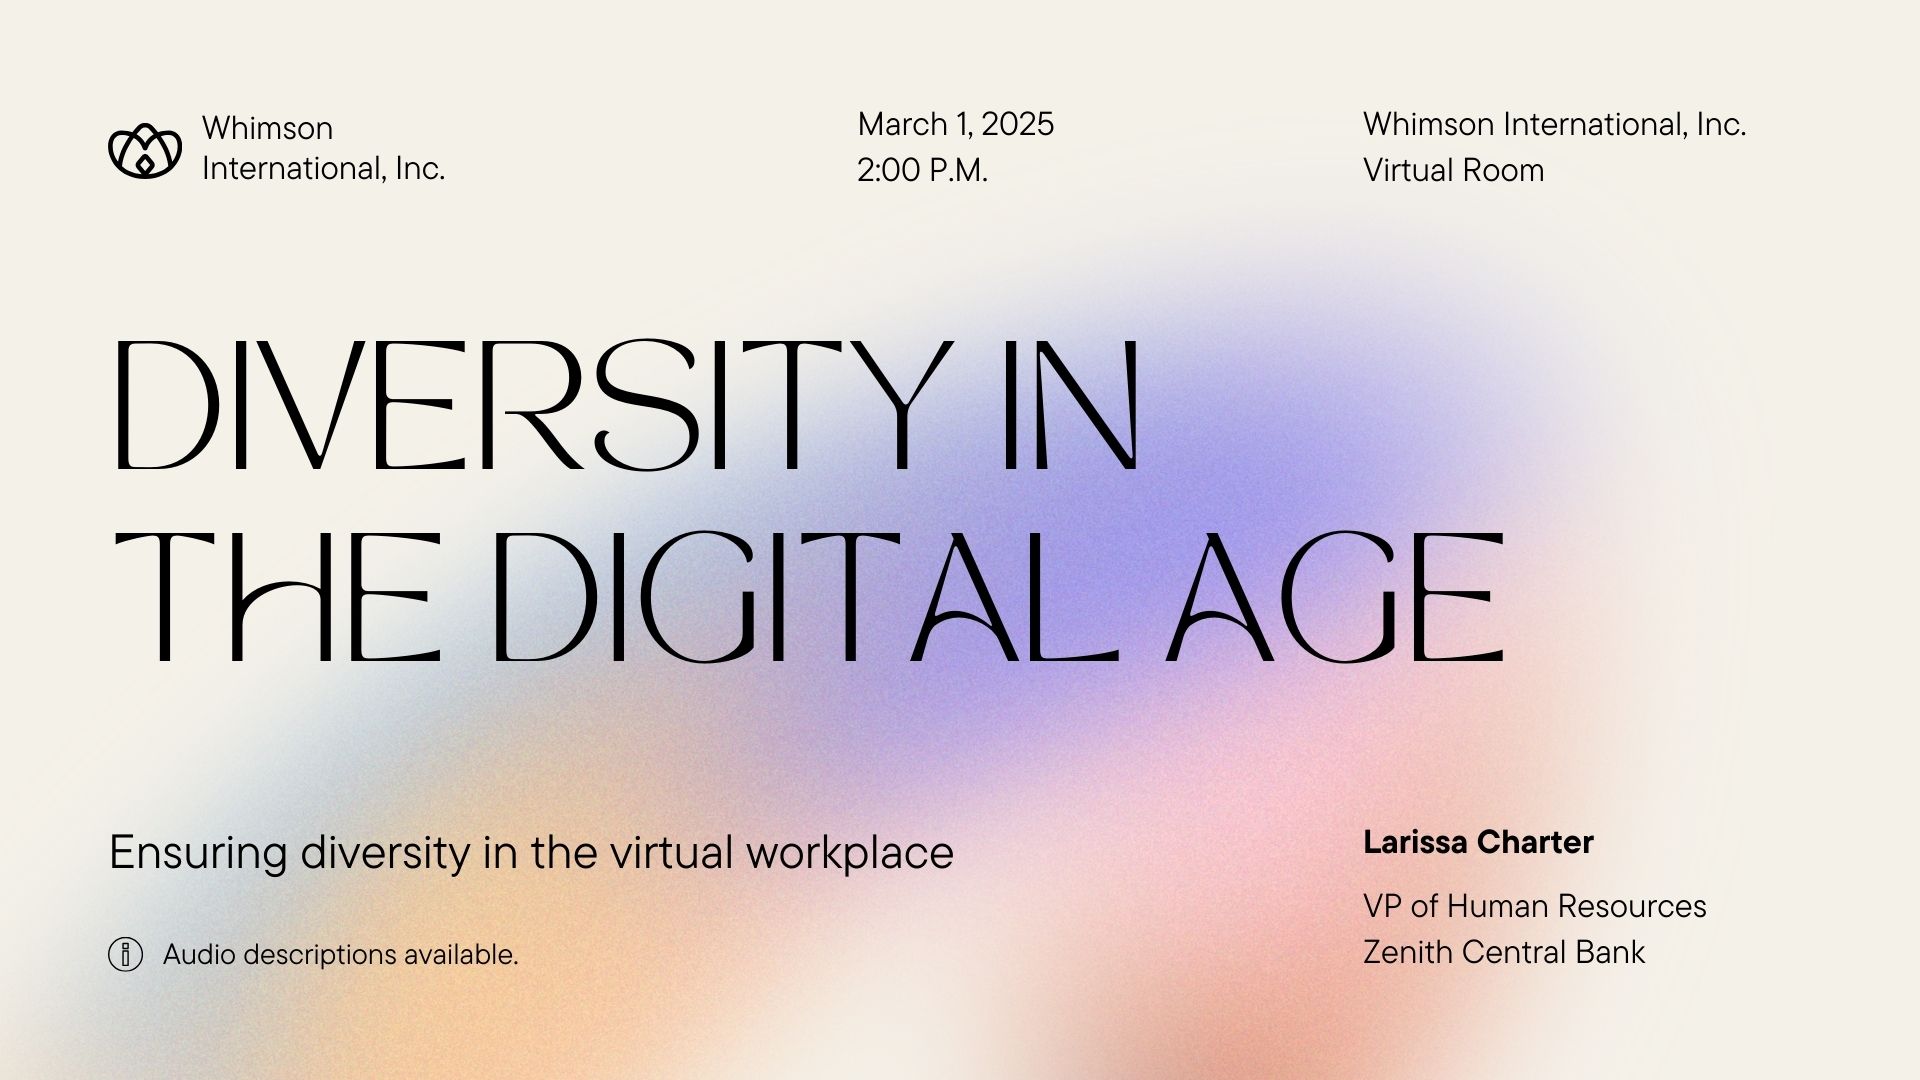 Whimson
International, Inc.
March 1, 2025
2:00 P.M.
Whimson International, Inc.
Virtual Room
DIVERSITY IN
THE DIGITAL AGE
Ensuring diversity in the virtual workplace
Audio descriptions available.
Larissa Charter
VP of Human Resources
Zenith Central Bank